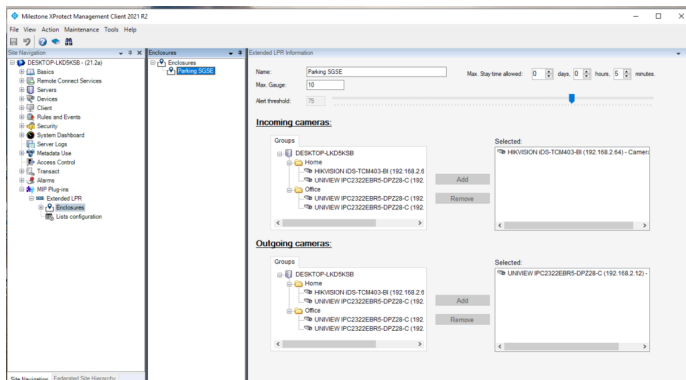 Milestone XProtect Management Client 2021 R2
File View Action Maintenance Tools Help
Site Navigation
Enclosures
Extended LPR Information
DESKTOP-LKD5KSB - (21.2a)
Basics
Remote Connect Services
Servers
Devices
Client
Rules and Events
Security
System Dashboard
Server Logs
Metadata Use
Access Control
Transact
Alarms
MIP Plug-ins
Extended LPR
Enclosures
Lists configuration
Enclosures
Parking SGSE
Name: Parking SGSE
Max. Stay time allowed: 0 days, 0 hours, 5 minutes.
Max. Gauge: 10
Alert threshold: 75
Incoming cameras:
Groups
Selected:
DESKTOP-LKD5KSB
Home
HIKVISION iDS-TCM403-BI (192.168.2.6
UNIVIEW IPC2322EBR5-DPZ28-C (192.
Office
UNIVIEW IPC2322EBR5-DPZ28-C (192.
UNIVIEW IPC2322EBR5-DPZ28-C (192.
Add
Remove
HIKVISION iDS-TCM403-BI (192.168.2.64) - Camera
Outgoing cameras:
Groups
Selected:
DESKTOP-LKD5KSB
Home
HIKVISION iDS-TCM403-BI (192.168.2.6
UNIVIEW IPC2322EBR5-DPZ28-C (192.
Office
UNIVIEW IPC2322EBR5-DPZ28-C (192.
UNIVIEW IPC2322EBR5-DPZ28-C (192.
Add
Remove
UNIVIEW IPC2322EBR5-DPZ28-C (192.168.2.12) -
Site Navigation Federated Site Hierarchy